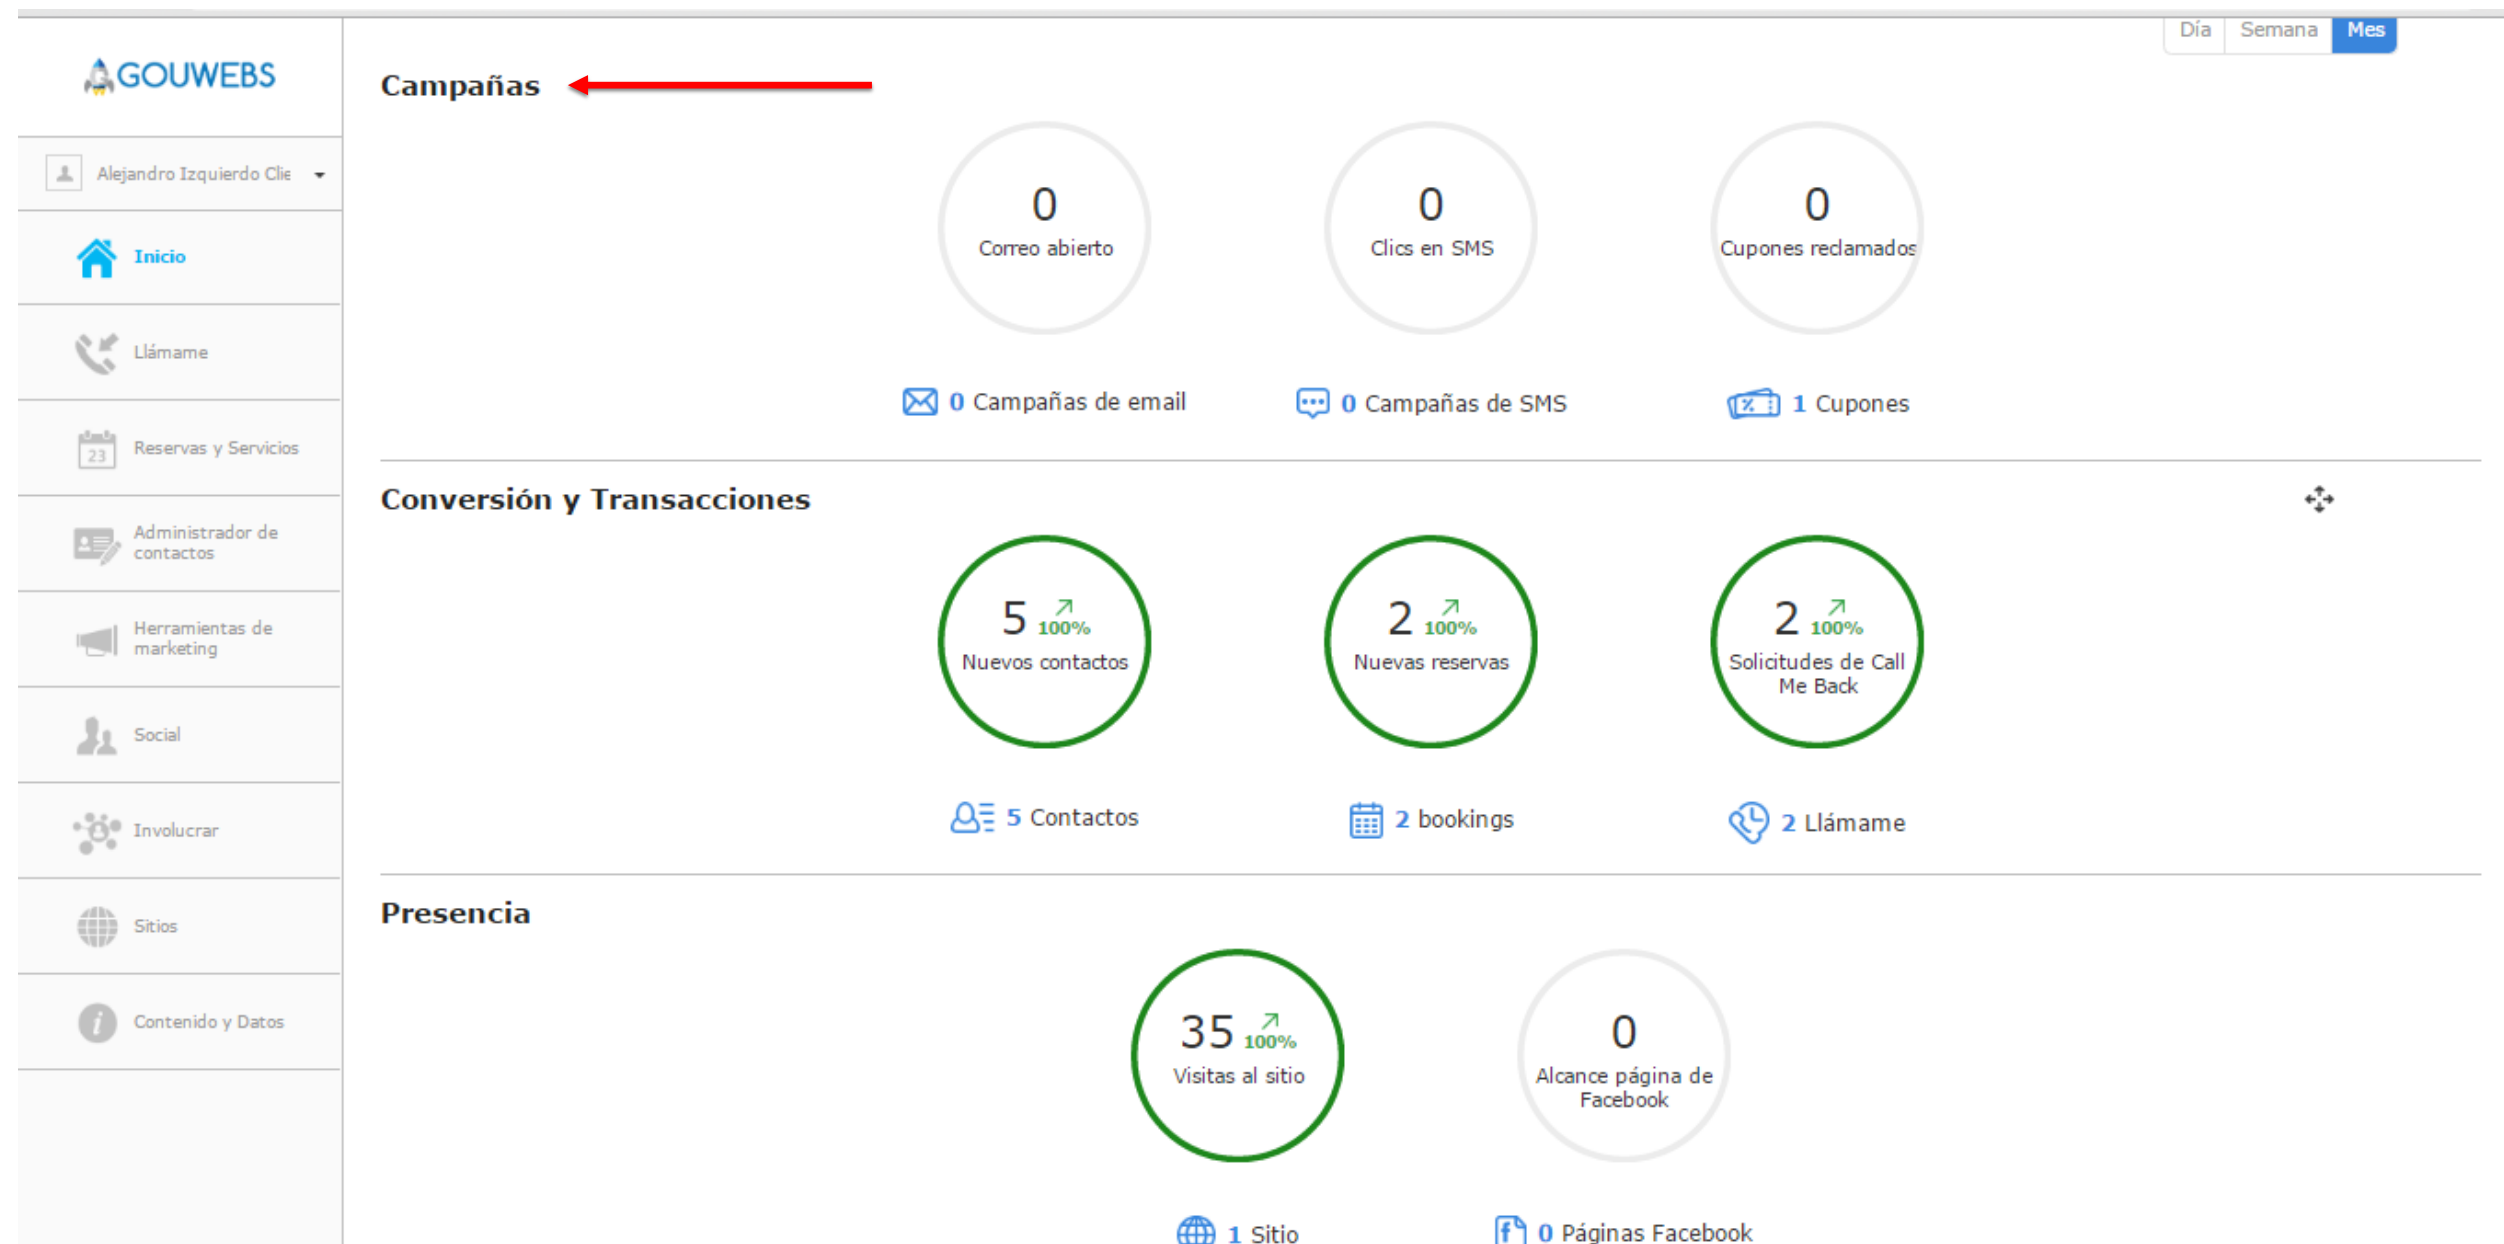 Día Semana Mes
GOUWEBS
Campañas
Alejandro Izquierdo Clie
Inicio
Llámame
Reservas y Servicios
23
Administrador de
contactos
Herramientas de
marketing
Social
Involucrar
Sitios
Contenido y Datos
0
Correo abierto
0
Clics en SMS
0
Cupones reclamados
0 Campañas de email
0 Campañas de SMS
1 Cupones
Conversión y Transacciones
5 100%
Nuevos contactos
2 100%
Nuevas reservas
2 100%
Solicitudes de Call
Me Back
5 Contactos
2 bookings
2 Llámame
Presencia
35 100%
Visitas al sitio
0
Alcance página de
Facebook
1 Sitio
0 Páginas Facebook